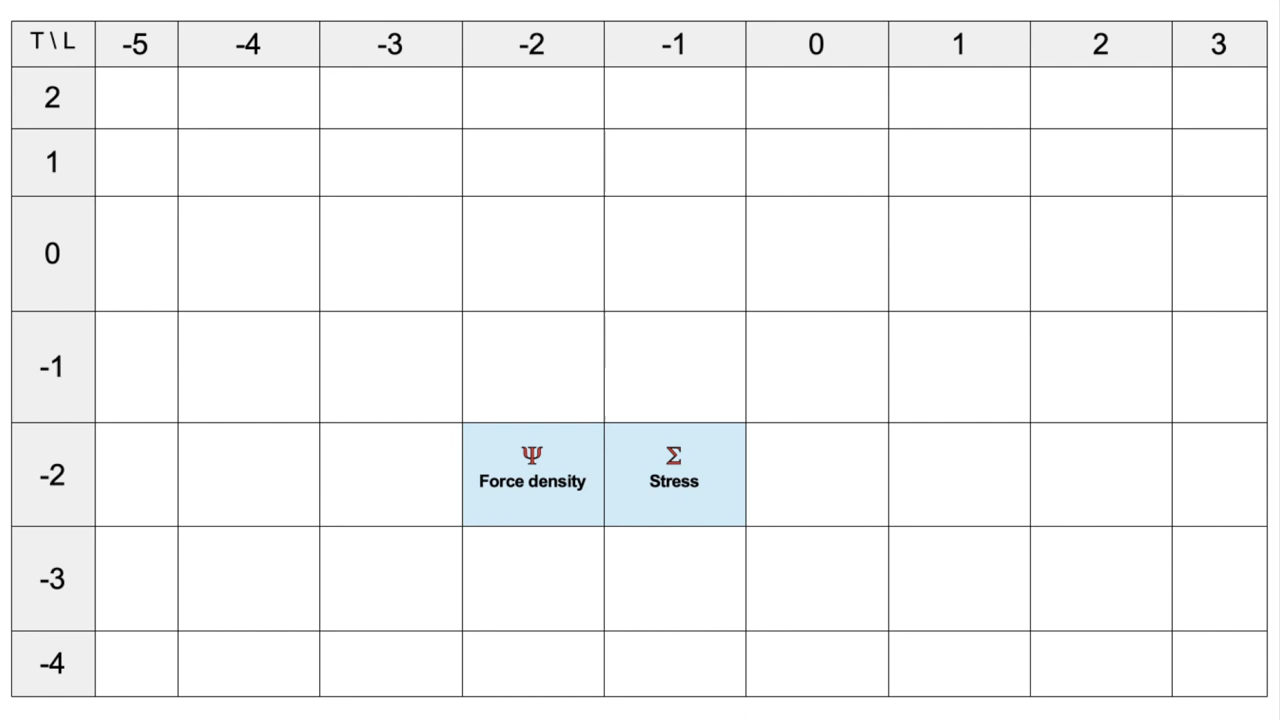 T \ L -5 -4 -3 -2 -1 0 1 2 3
2
1
0
-1
-2 Ψ Σ
Force density Stress
-3
-4